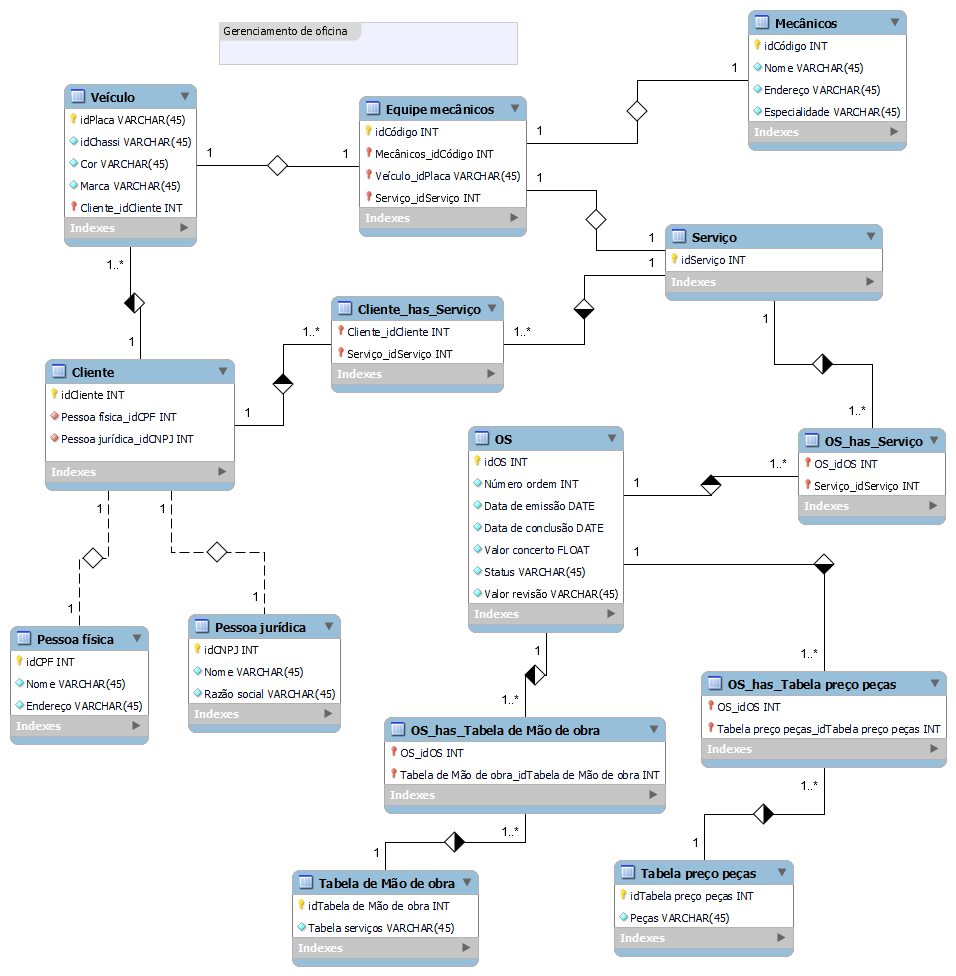 Gerenciamento de oficina
Mecânicos
idCódigo INT
Nome VARCHAR(45)
Endereço VARCHAR(45)
Especialidade VARCHAR(45)
Indexes
Veículo
idPlaca VARCHAR(45)
idChassi VARCHAR(45)
Cor VARCHAR(45)
Marca VARCHAR(45)
Cliente_idCliente INT
Indexes
Equipe mecânicos
idCódigo INT
Mecânicos_idCódigo INT
Veículo_idPlaca VARCHAR(45)
Serviço_idServiço INT
Indexes
1
1
1
1
1
1
Serviço
idServiço INT
Indexes
1..*
1
Cliente_has_Serviço
Cliente_idCliente INT
Serviço_idServiço INT
Indexes
1..*
1
1..*
1
Cliente
idCliente INT
Pessoa física_idCPF INT
Pessoa jurídica_idCNPJ INT
Indexes
1
1..*
OS_has_Serviço
OS_idOS INT
Serviço_idServiço INT
Indexes
OS
idOS INT
Número ordem INT
Data de emissão DATE
Data de conclusão DATE
Valor concerto FLOAT
Status VARCHAR(45)
Valor revisão VARCHAR(45)
Indexes
1
1..*
1
1..*
1
1
1
1
Pessoa física
idCPF INT
Nome VARCHAR(45)
Endereço VARCHAR(45)
Indexes
Pessoa jurídica
idCNPJ INT
Nome VARCHAR(45)
Razão social VARCHAR(45)
Indexes
1
1..*
OS_has_Tabela de Mão de obra
OS_idOS INT
Tabela de Mão de obra_idTabela de Mão de obra INT
Indexes
OS_has_Tabela preço peças
OS_idOS INT
Tabela preço peças_idTabela preço peças INT
Indexes
1..*
1
1..*
1
Tabela de Mão de obra
idTabela de Mão de obra INT
Tabela serviços VARCHAR(45)
Indexes
Tabela preço peças
idTabela preço peças INT
Peças VARCHAR(45)
Indexes